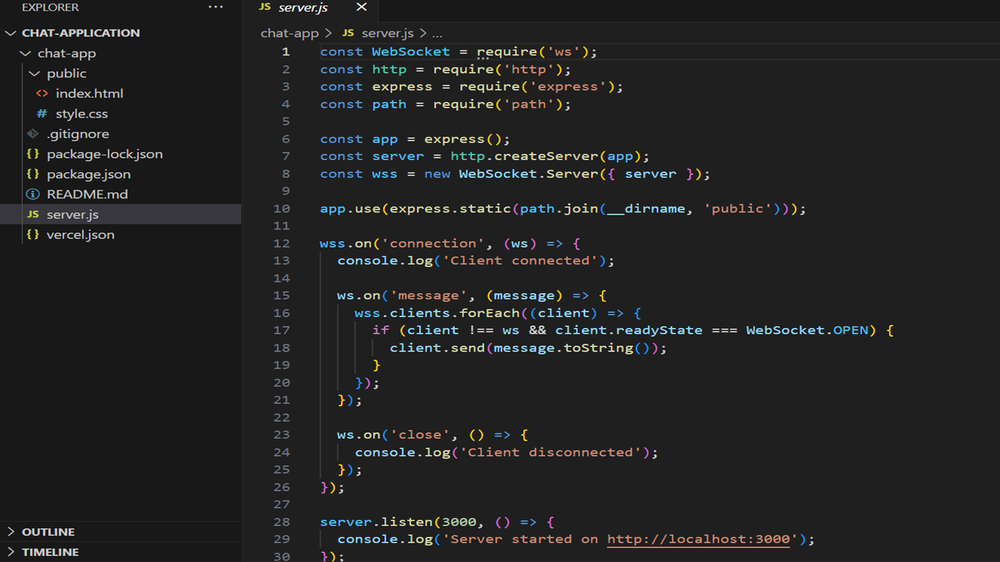 EXPLORER ...
CHAT-APPLICATION
chat-app
public
<> index.html
# style.css
.gitignore
{} package-lock.json
{} package.json
README.md
JS server.js
{} vercel.json
OUTLINE
TIMELINE
JS server.js ×
chat-app > JS server.js > ...
1 const WebSocket = require('ws');
2 const http = require('http');
3 const express = require('express');
4 const path = require('path');
5
6 const app = express();
7 const server = http.createServer(app);
8 const wss = new WebSocket.Server({ server });
9
10 app.use(express.static(path.join(__dirname, 'public')));
11
12 wss.on('connection', (ws) => {
13   console.log('Client connected');
14
15   ws.on('message', (message) => {
16     wss.clients.forEach((client) => {
17       if (client !== ws && client.readyState === WebSocket.OPEN) {
18         client.send(message.toString());
19       }
20     });
21   });
22
23   ws.on('close', () => {
24     console.log('Client disconnected');
25   });
26 });
27
28 server.listen(3000, () => {
29   console.log('Server started on http://localhost:3000');
30 });